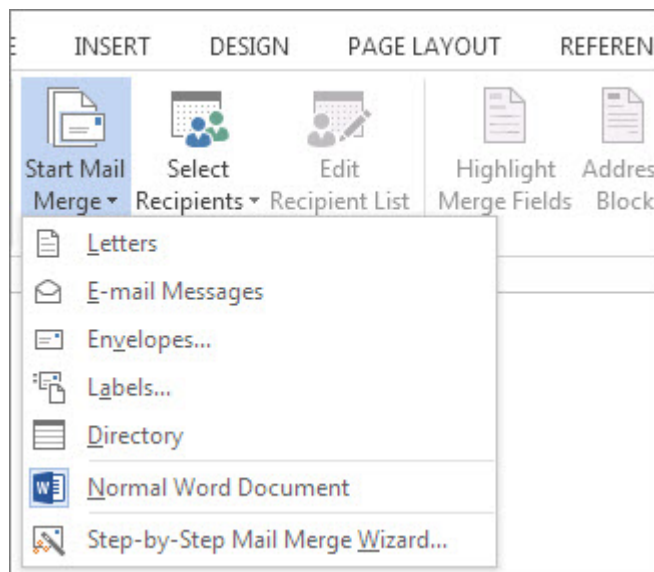 E INSERT DESIGN PAGE LAYOUT REFEREN
Start Mail Select Edit Highlight Addres
Merge Recipients Recipient List Merge Fields Block
Letters
E-mail Messages
Envelopes...
Labels...
Directory
Normal Word Document
Step-by-Step Mail Merge Wizard...